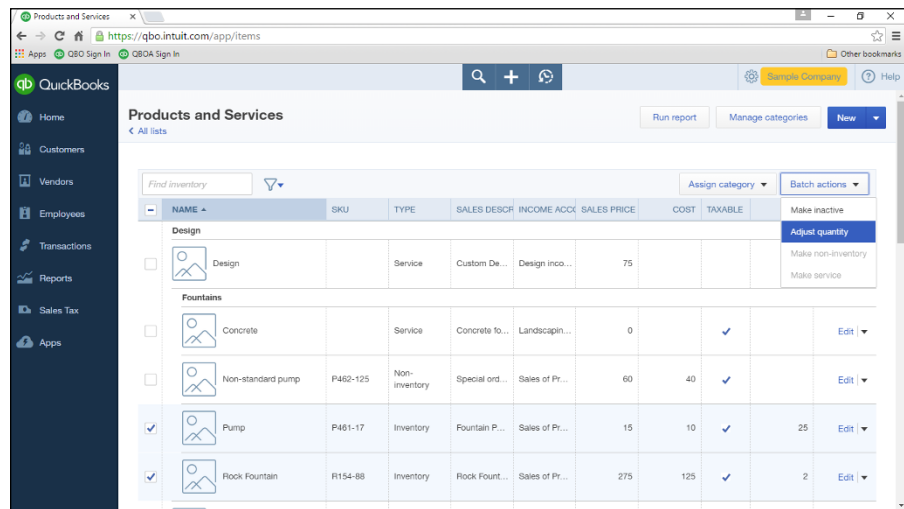 Products and Services
https://qbo.intuit.com/app/items
Apps QBO Sign In QBOA Sign In Other bookmarks
qb QuickBooks Sample Company ? Help
Home
Customers
Vendors
Employees
Transactions
Reports
Sales Tax
Apps
Products and Services Run report Manage categories New
All lists
Find inventory Assign category Batch actions
NAME SKU TYPE SALES DESCR INCOME ACCO SALES PRICE COST TAXABLE
Make inactive
Adjust quantity
Make non-inventory
Make service
Design
Design Service Custom De... Design inco... 75
Fountains
Concrete Service Concrete fo... Landscapin... 0 Edit
Non-standard pump P462-125 Non-inventory Special ord... Sales of Pr... 60 40 Edit
Pump P461-17 Inventory Fountain P... Sales of Pr... 15 10 25 Edit
Rock Fountain R154-88 Inventory Rock Fount... Sales of Pr... 275 125 2 Edit